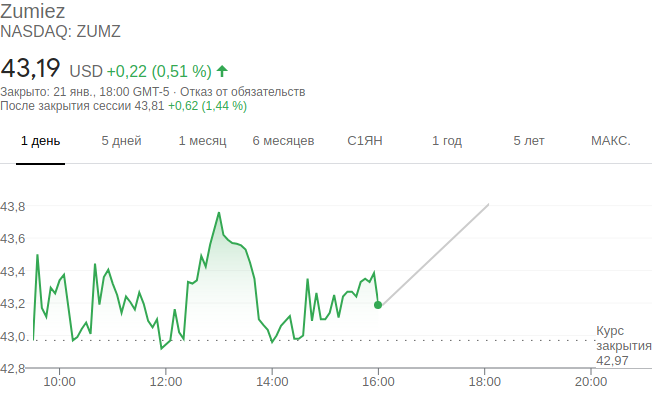 Zumiez
NASDAQ: ZUMZ
43,19 USD +0,22 (0,51 %)
Закрыто: 21 янв., 18:00 GMT-5 · Отказ от обязательств
После закрытия сессии 43,81 +0,62 (1,44 %)
1 день 5 дней 1 месяц 6 месяцев С1ЯН 1 год 5 лет МАКС.
43,8
43,6
43,4
43,2
43,0
42,8
Курс
закрытия
42,97
10:00 12:00 14:00 16:00 18:00 20:00